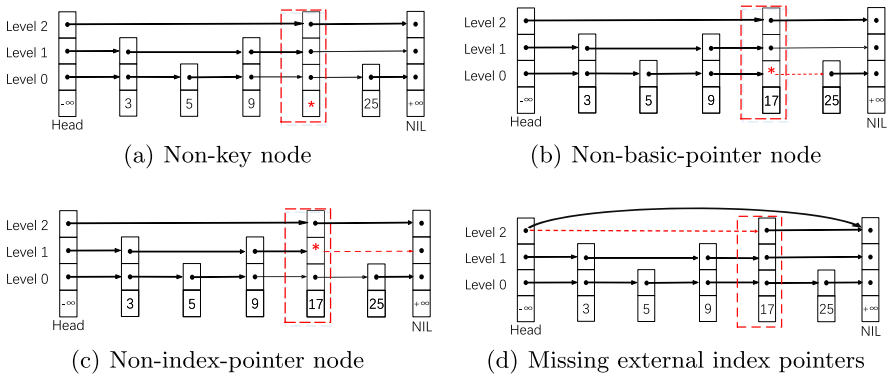 Level 2
Level 1
Level 0
-∞ 3 5 9 * 25 +∞
Head NIL
(a) Non-key node
Level 2
Level 1
Level 0 *
-∞ 3 5 9 17 25 +∞
Head NIL
(b) Non-basic-pointer node
Level 2
Level 1 *
Level 0
-∞ 3 5 9 17 25 +∞
Head NIL
(c) Non-index-pointer node
Level 2
Level 1
Level 0
-∞ 3 5 9 17 25 +∞
Head NIL
(d) Missing external index pointers